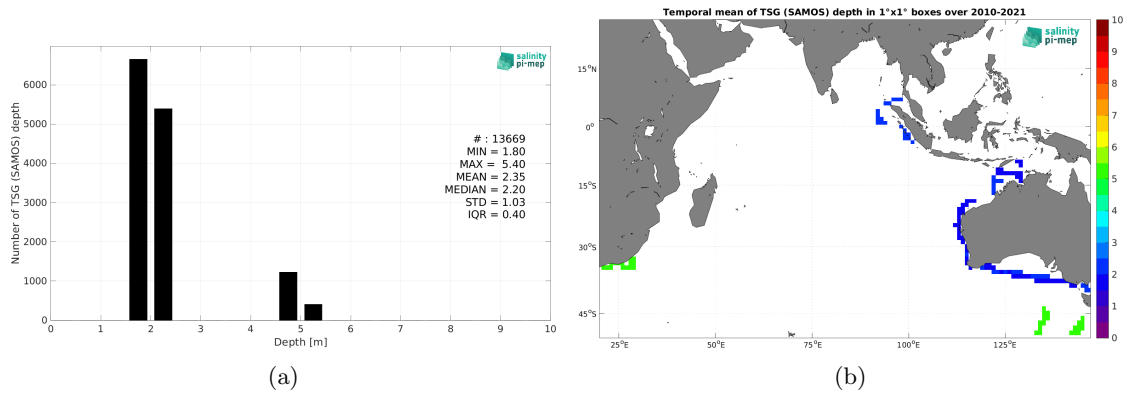 salinity
pi-mep
Number of TSG (SAMOS) depth
6000
5000
4000
3000
2000
1000
0
# : 13669
MIN = 1.80
MAX = 5.40
MEAN = 2.35
MEDIAN = 2.20
STD = 1.03
IQR = 0.40
0 1 2 3 4 5 6 7 8 9 10
Depth [m]
(a)
Temporal mean of TSG (SAMOS) depth in 1°x1° boxes over 2010-2021
salinity
pi-mep
15°N
0°
15°S
30°S
45°S
25°E 50°E 75°E 100°E 125°E
10
9
8
7
6
5
4
3
2
1
0
(b)